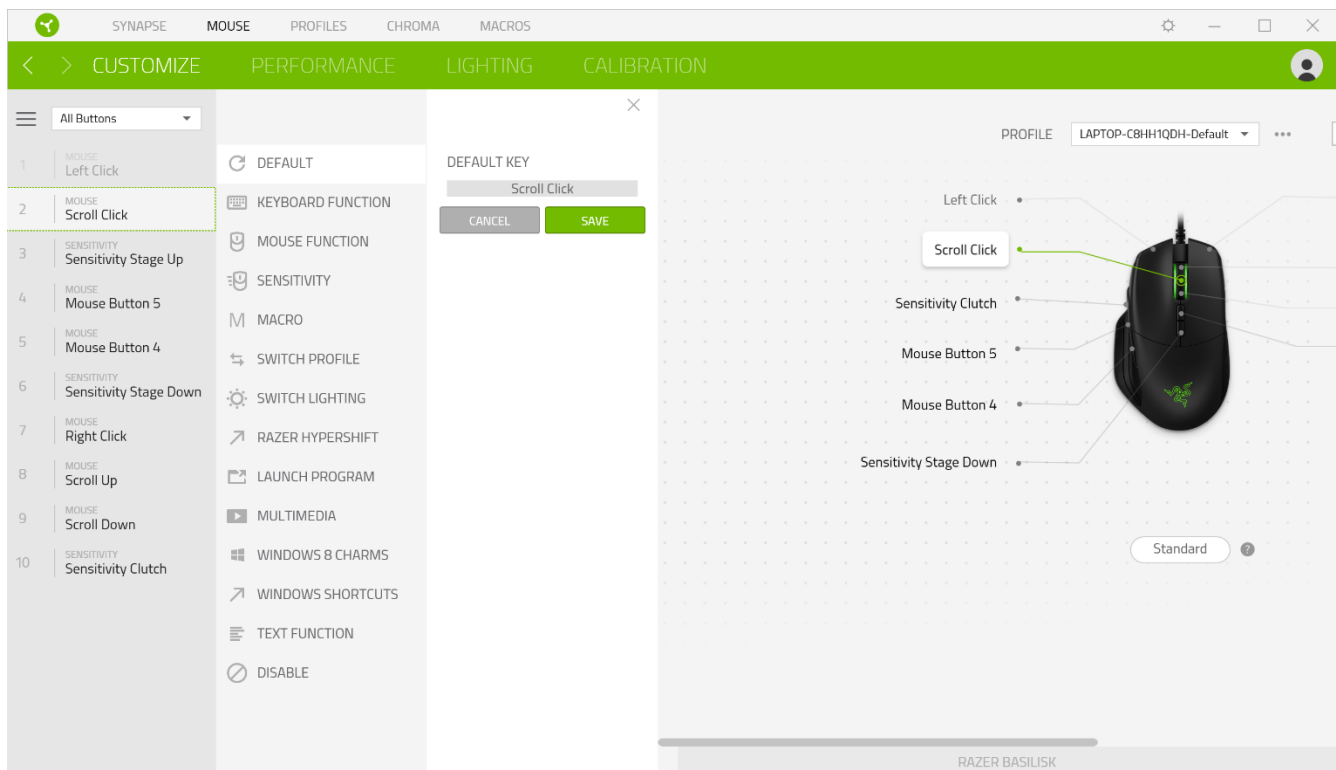 SYNAPSE MOUSE PROFILES CHROMA MACROS
CUSTOMIZE PERFORMANCE LIGHTING CALIBRATION
All Buttons
1 MOUSE
Left Click
2 MOUSE
Scroll Click
3 SENSITIVITY
Sensitivity Stage Up
4 MOUSE
Mouse Button 5
5 MOUSE
Mouse Button 4
6 SENSITIVITY
Sensitivity Stage Down
7 MOUSE
Right Click
8 MOUSE
Scroll Up
9 MOUSE
Scroll Down
10 SENSITIVITY
Sensitivity Clutch
DEFAULT
KEYBOARD FUNCTION
MOUSE FUNCTION
SENSITIVITY
MACRO
SWITCH PROFILE
SWITCH LIGHTING
RAZER HYPERSHIFT
LAUNCH PROGRAM
MULTIMEDIA
WINDOWS 8 CHARMS
WINDOWS SHORTCUTS
TEXT FUNCTION
DISABLE
DEFAULT KEY
Scroll Click
CANCEL SAVE
PROFILE LAPTOP-C8HH1QDH-Default
Left Click
Scroll Click
Sensitivity Clutch
Mouse Button 5
Mouse Button 4
Sensitivity Stage Down
Standard ?
RAZER BASILISK